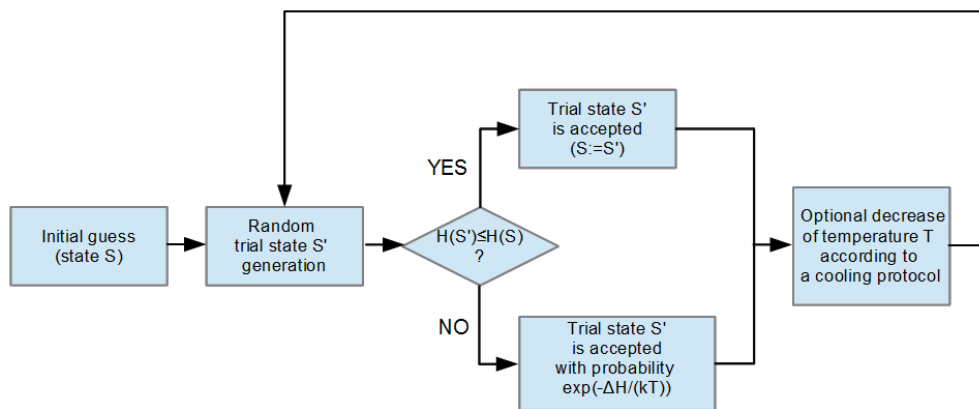 Initial guess
(state S)
Random
trial state S'
generation
H(S')≤H(S)
?
YES
Trial state S'
is accepted
(S:=S')
NO
Trial state S'
is accepted
with probability
exp(-ΔH/(kT))
Optional decrease
of temperature T
according to
a cooling protocol